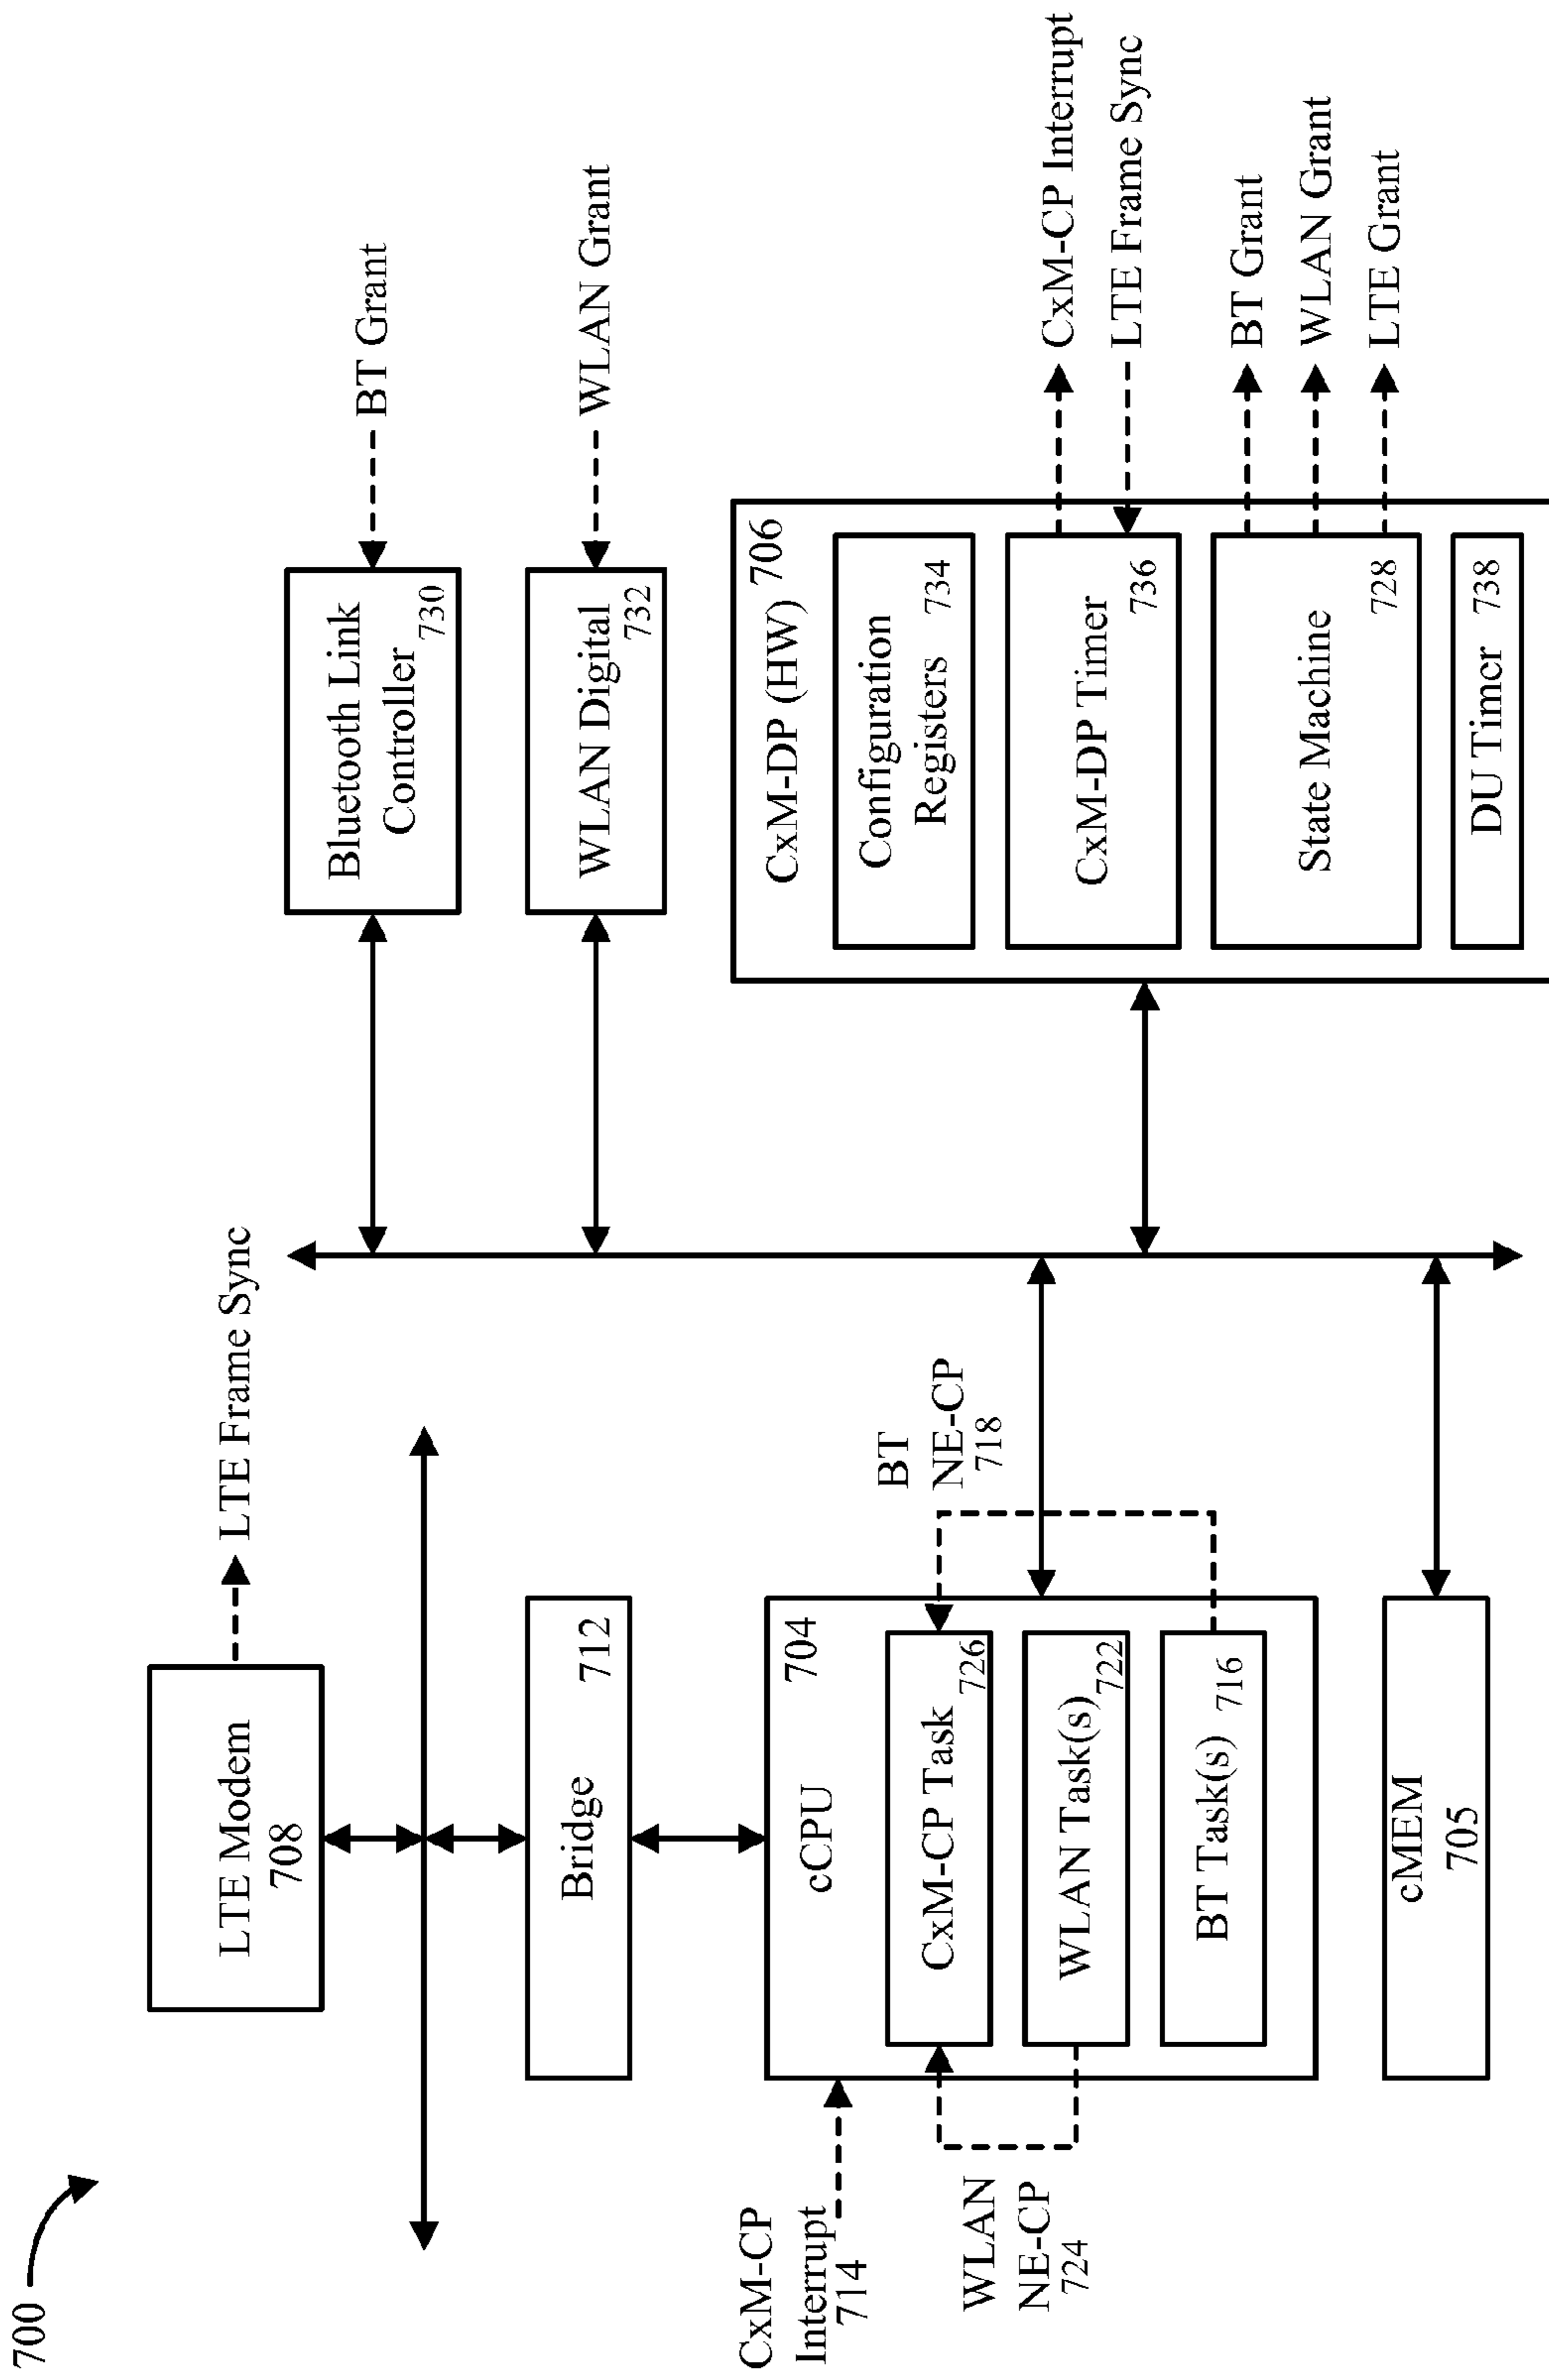 700
LTE Modem
708
LTE Frame Sync
Bridge
712
CxM-CP
Interrupt
714
cCPU
704
CxM-CP Task
726
WLAN Task(s)
722
BT Task(s)
716
WLAN
NE-CP
724
BT
NE-CP
718
cMEM
705
Bluetooth Link
Controller
730
BT Grant
WLAN Digital
732
WLAN Grant
CxM-DP (HW)
706
Configuration
Registers
734
CxM-DP Timer
736
State Machine
728
DU Timer
738
CxM-CP Interrupt
LTE Frame Sync
BT Grant
WLAN Grant
LTE Grant